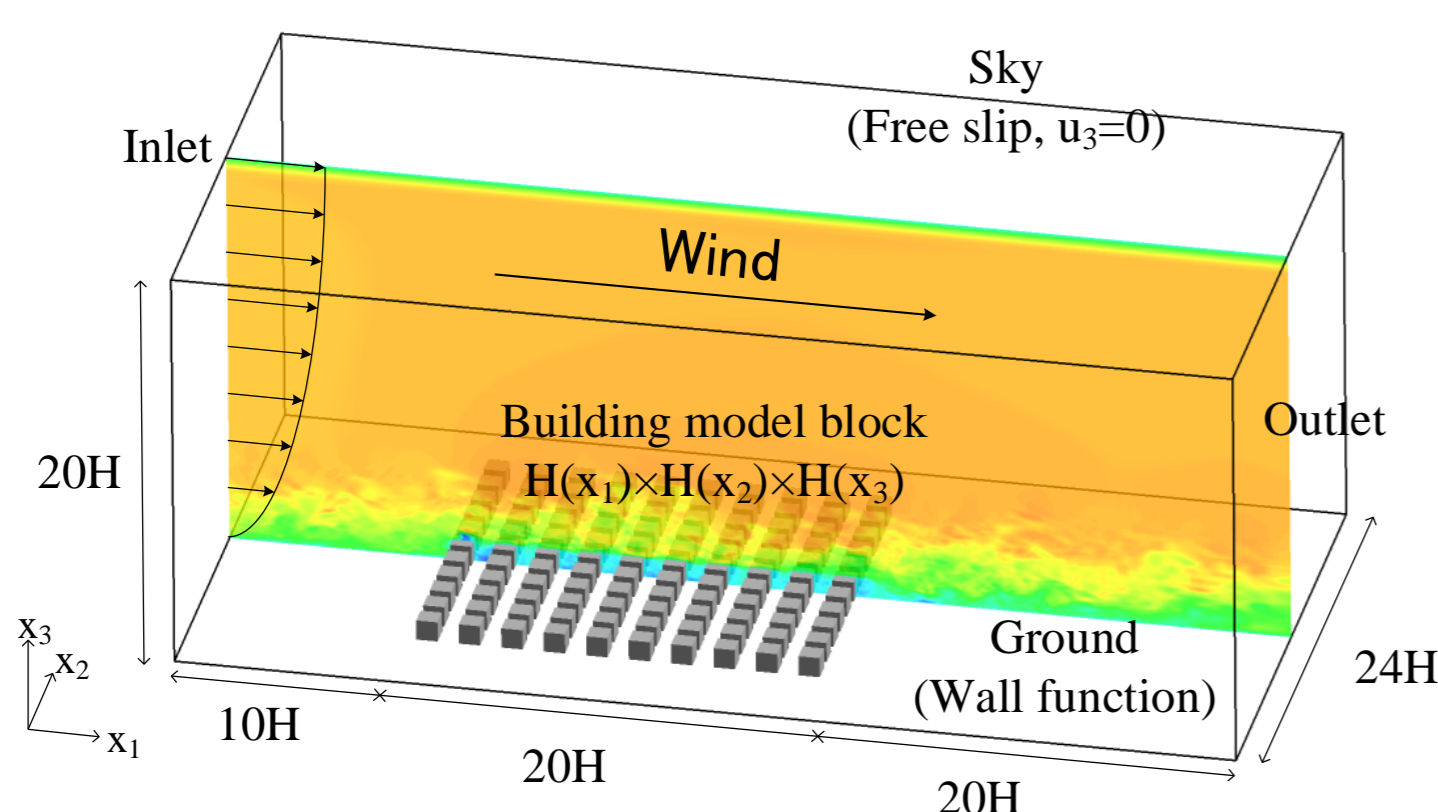 Sky
(Free slip, u₃=0)
Inlet
Wind
Building model block
H(x₁)×H(x₂)×H(x₃)
Outlet
20H
x₃
x₂
x₁
Ground
(Wall function)
24H
10H
20H
20H